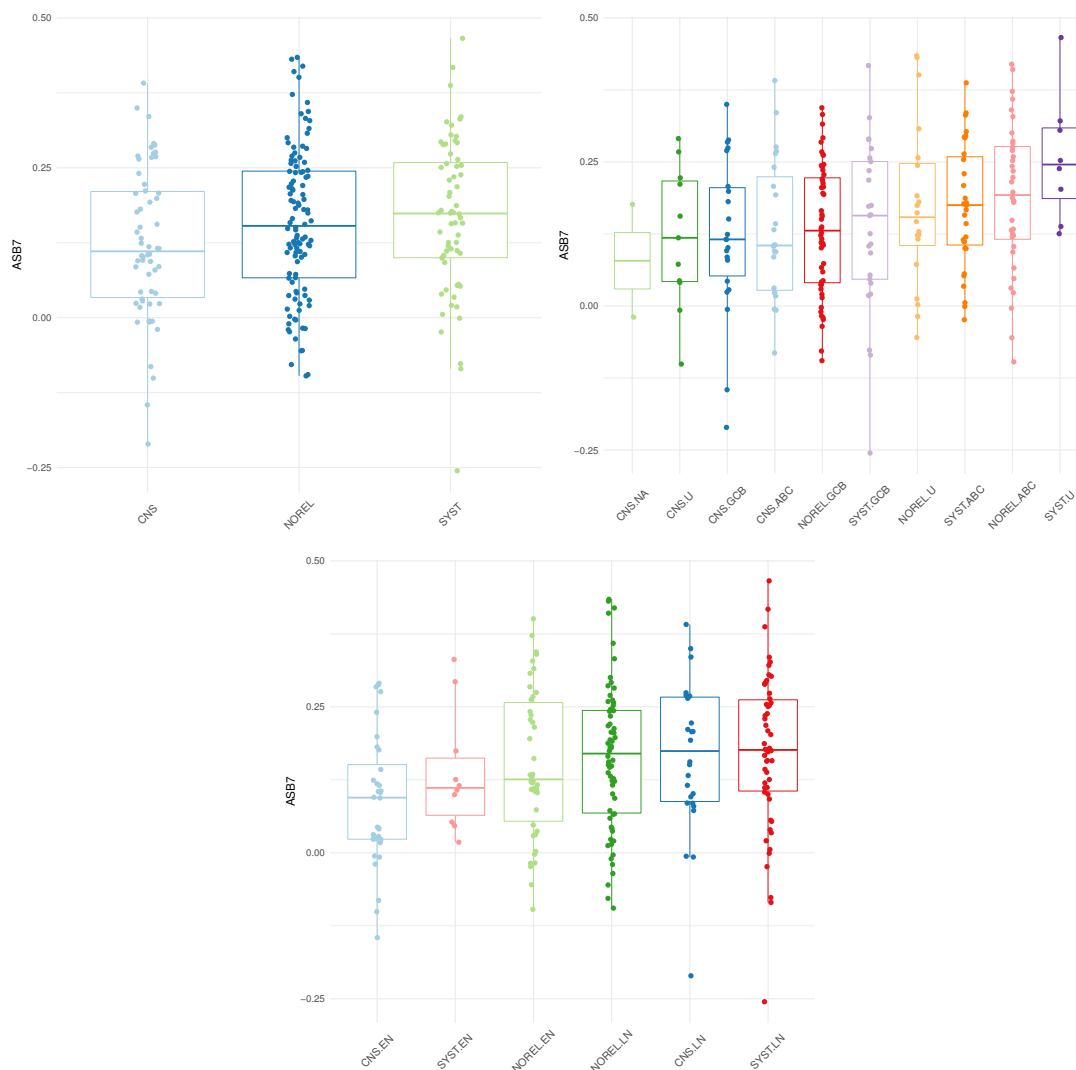 0.50
0.25
0.00
−0.25
ASB7
CNS
NOREL
SYST
0.50
0.25
0.00
−0.25
ASB7
CNS.NA
CNS.U
CNS.GCB
CNS.ABC
NOREL.GCB
SYST.GCB
NOREL.U
SYST.ABC
NOREL.ABC
SYST.U
0.50
0.25
0.00
−0.25
ASB7
CNS.EN
SYST.EN
NOREL.EN
NOREL.LN
CNS.LN
SYST.LN